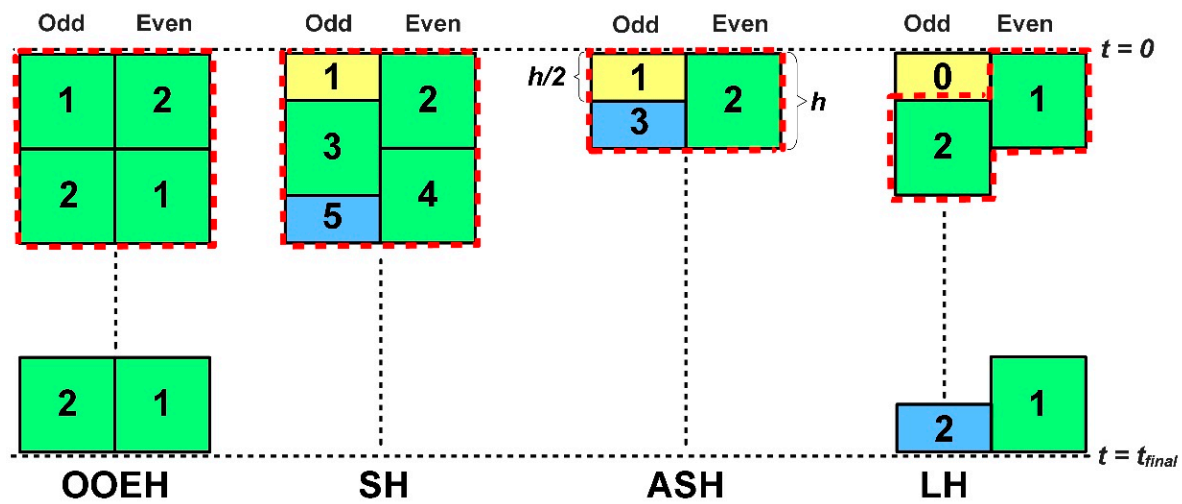 Odd Even Odd Even Odd Even Odd Even
t = 0
1 2 1 2 h/2 1 2 h 0 1
3 3 2
2 1 5 4
2 1 2 1
t = t_final
OOEH SH ASH LH